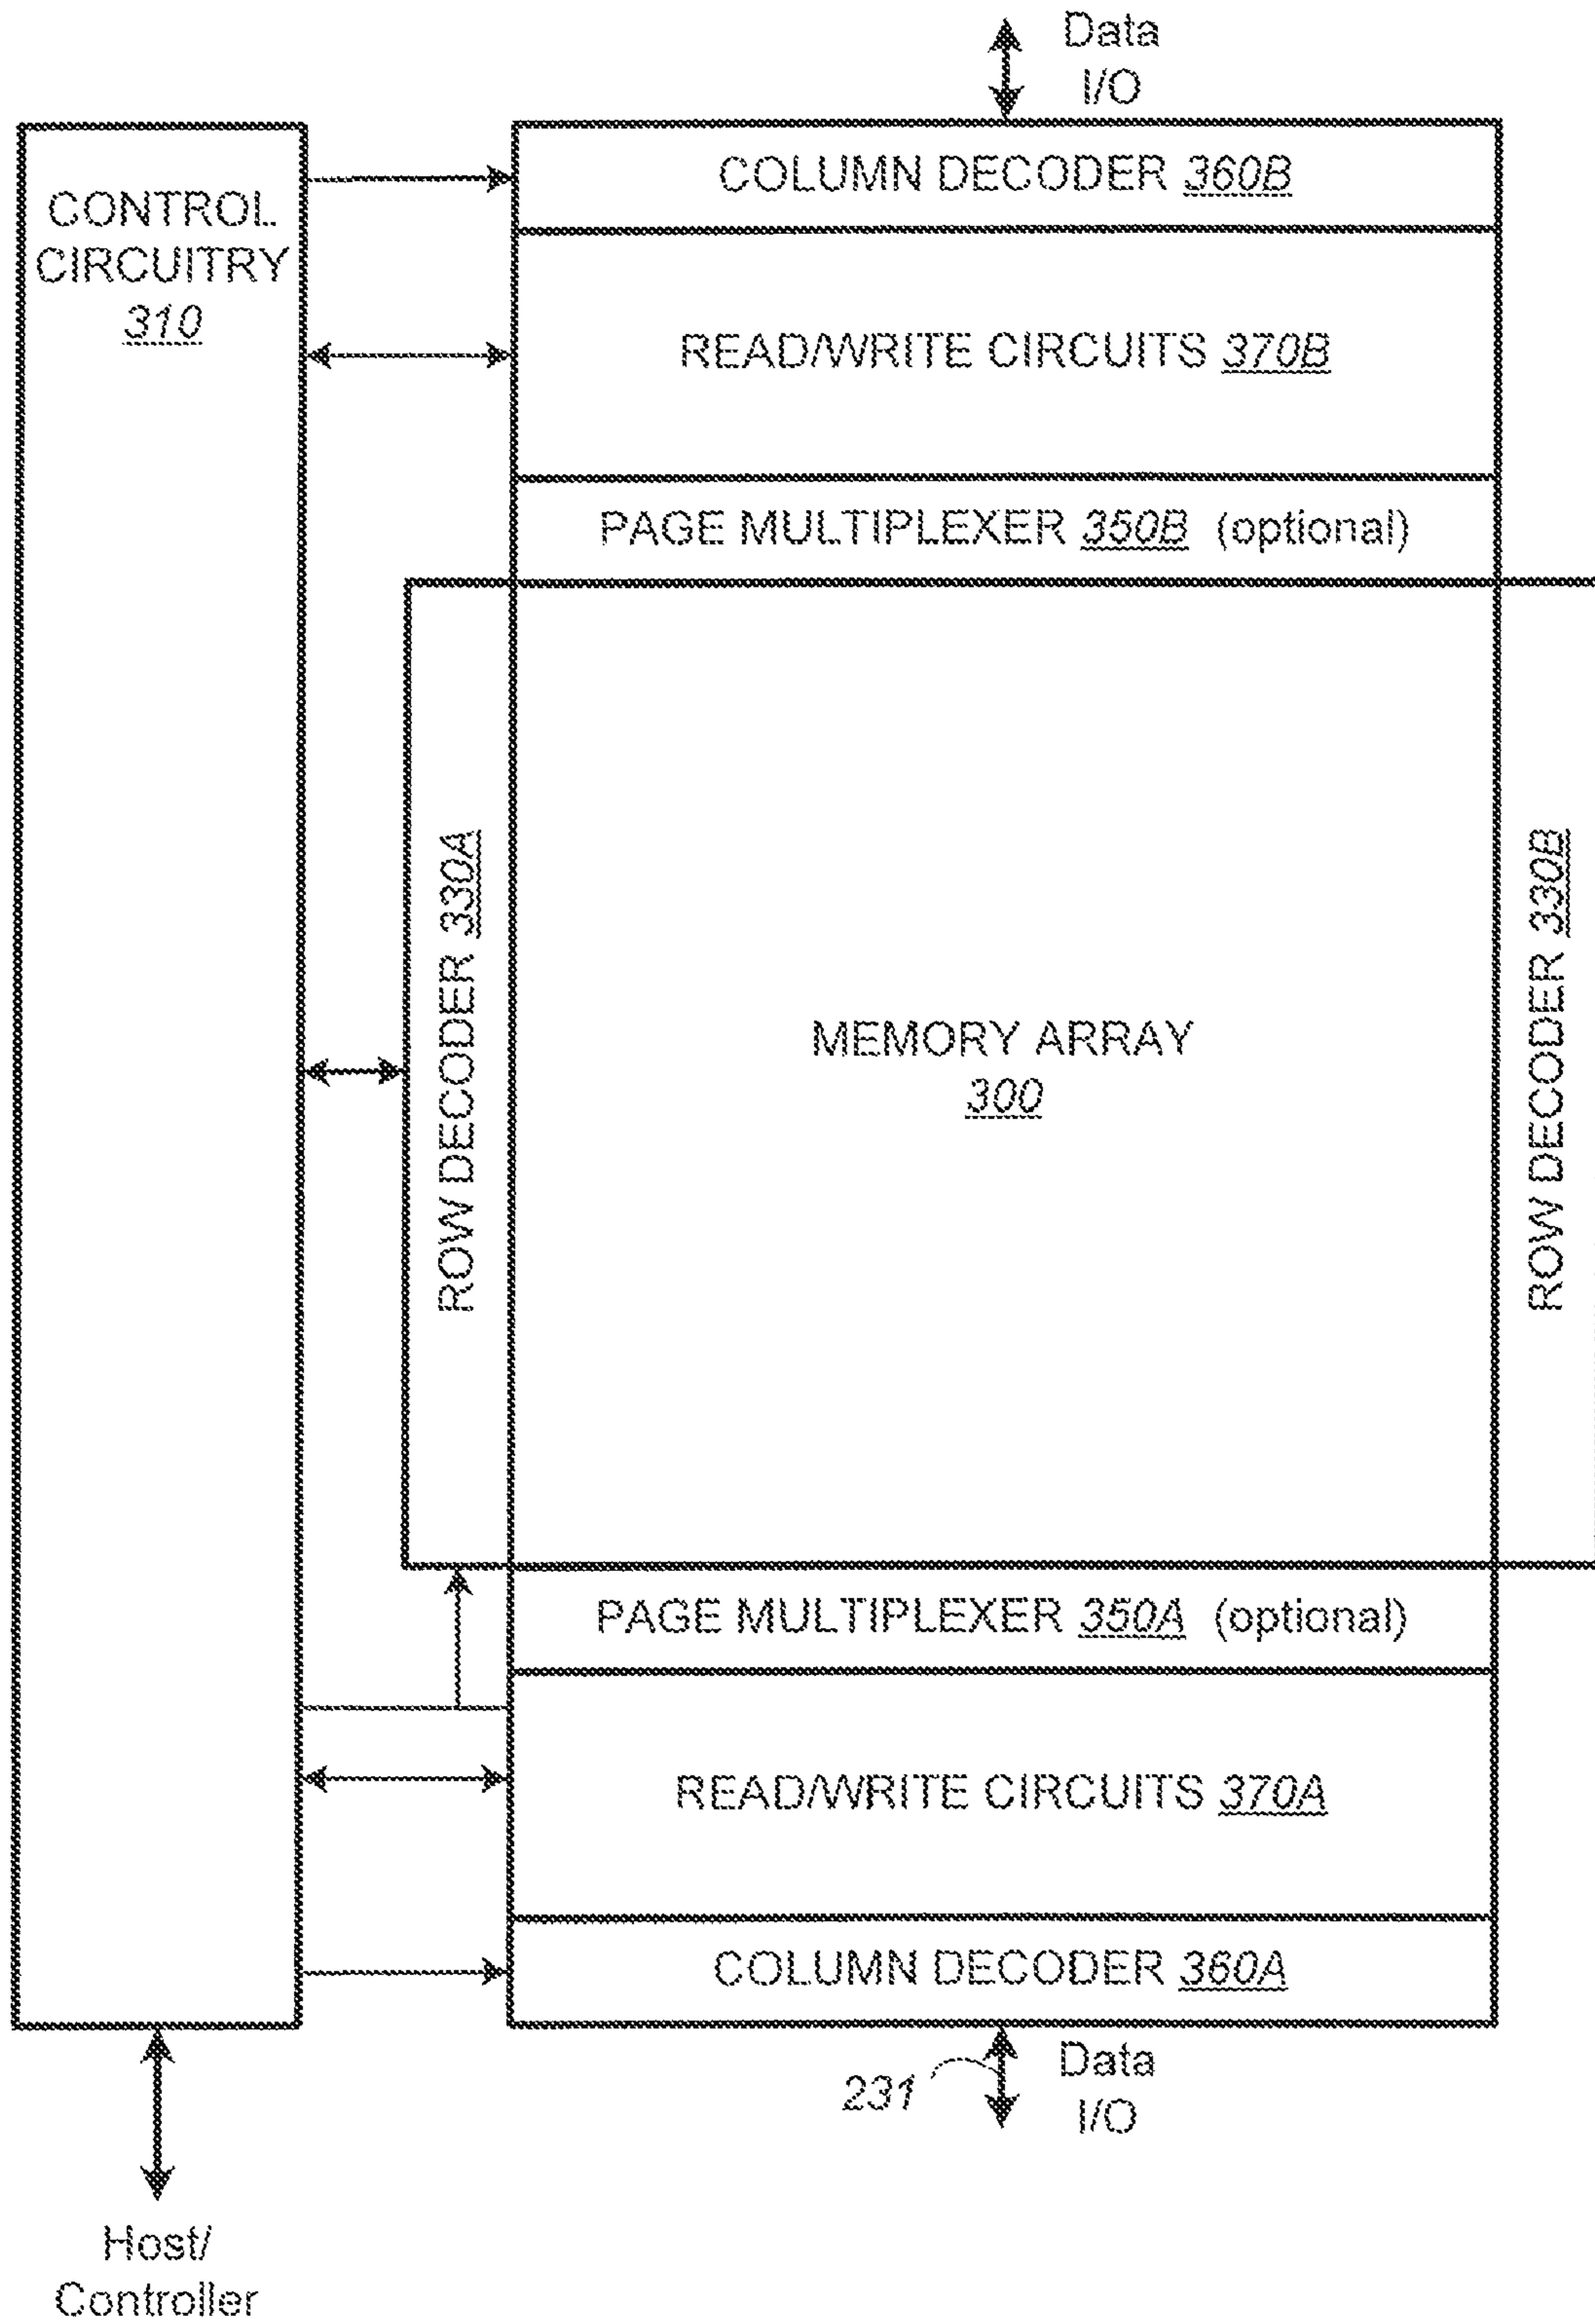 Data
I/O
CONTROL
CIRCUITRY
310
COLUMN DECODER 360B
READ/WRITE CIRCUITS 370B
PAGE MULTIPLEXER 350B (optional)
ROW DECODER 330A
MEMORY ARRAY
300
ROW DECODER 330B
PAGE MULTIPLEXER 350A (optional)
READ/WRITE CIRCUITS 370A
COLUMN DECODER 360A
231
Data
I/O
Host/
Controller